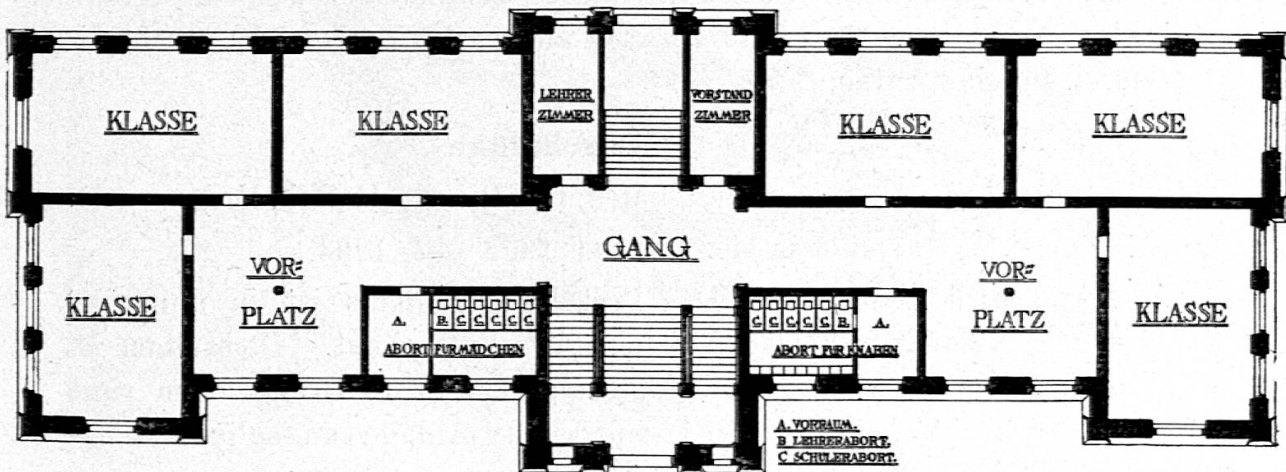 KLASSE
KLASSE
LEHRER
ZIMMER
VORSTAND
ZIMMER
KLASSE
KLASSE
KLASSE
VOR=
PLATZ
GANG
VOR=
PLATZ
KLASSE
A.
B. C. C. C. C. C.
ABORT FÜR MÄDCHEN
C. C. C. C. C. B.
A.
ABORT FÜR KNABEN
A. VORRAUM.
B LEHRERABORT,
C SCHÜLERABORT.